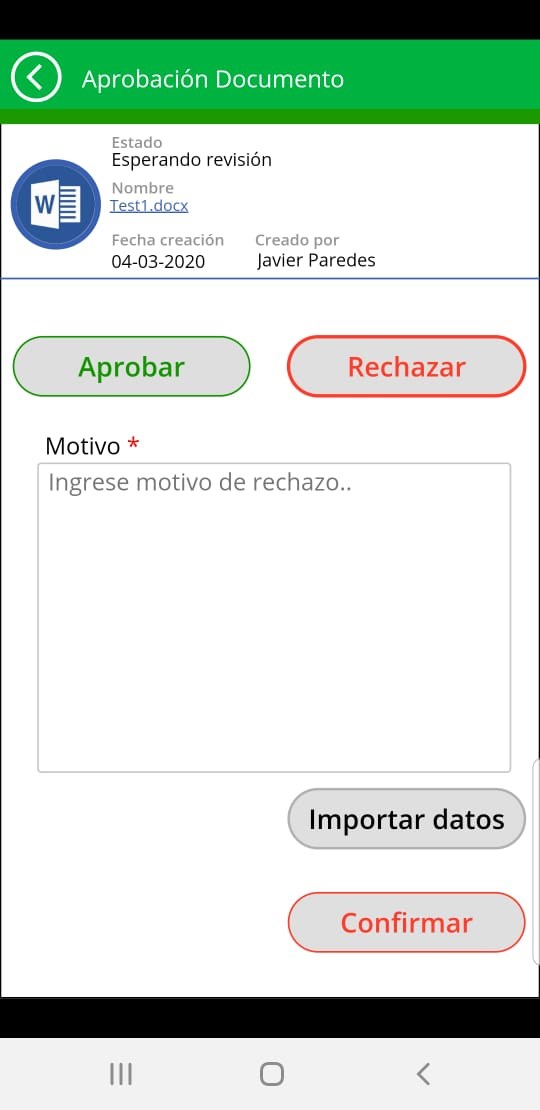 Aprobación Documento
Estado
Esperando revisión
W
Nombre
Test1.docx
Fecha creación Creado por
04-03-2020 Javier Paredes
Aprobar Rechazar
Motivo *
Ingrese motivo de rechazo..
Importar datos
Confirmar